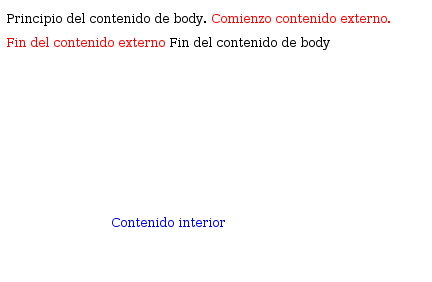 Principio del contenido de body. Comienzo contenido externo.
Fin del contenido externo Fin del contenido de body
Contenido interior